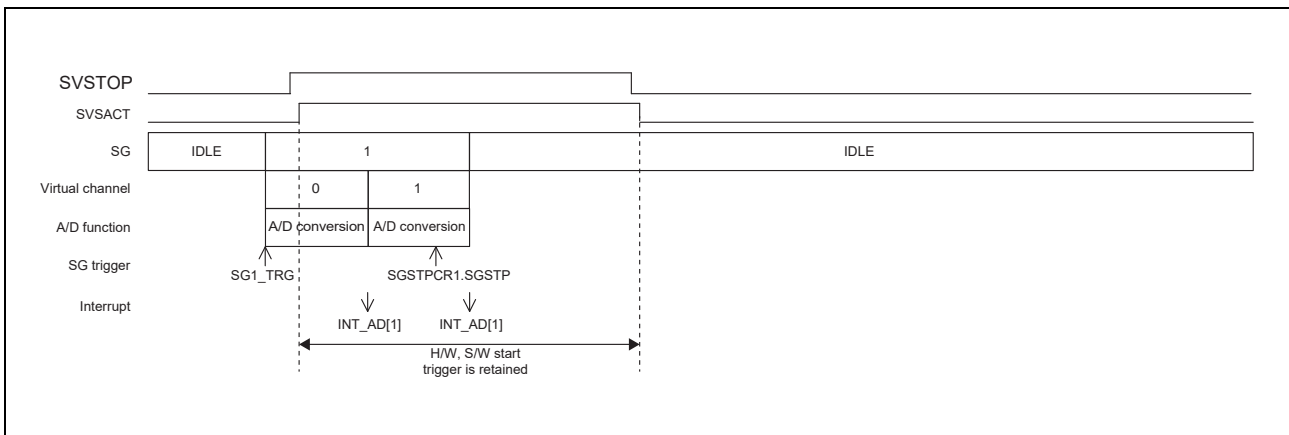 SVSTOP
SVSACT
SG IDLE 1 IDLE
Virtual channel 0 1
A/D function A/D conversion A/D conversion
SG trigger SG1_TRG SGSTPCR1.SGSTP
Interrupt INT_AD[1] INT_AD[1]
H/W, S/W start
trigger is retained